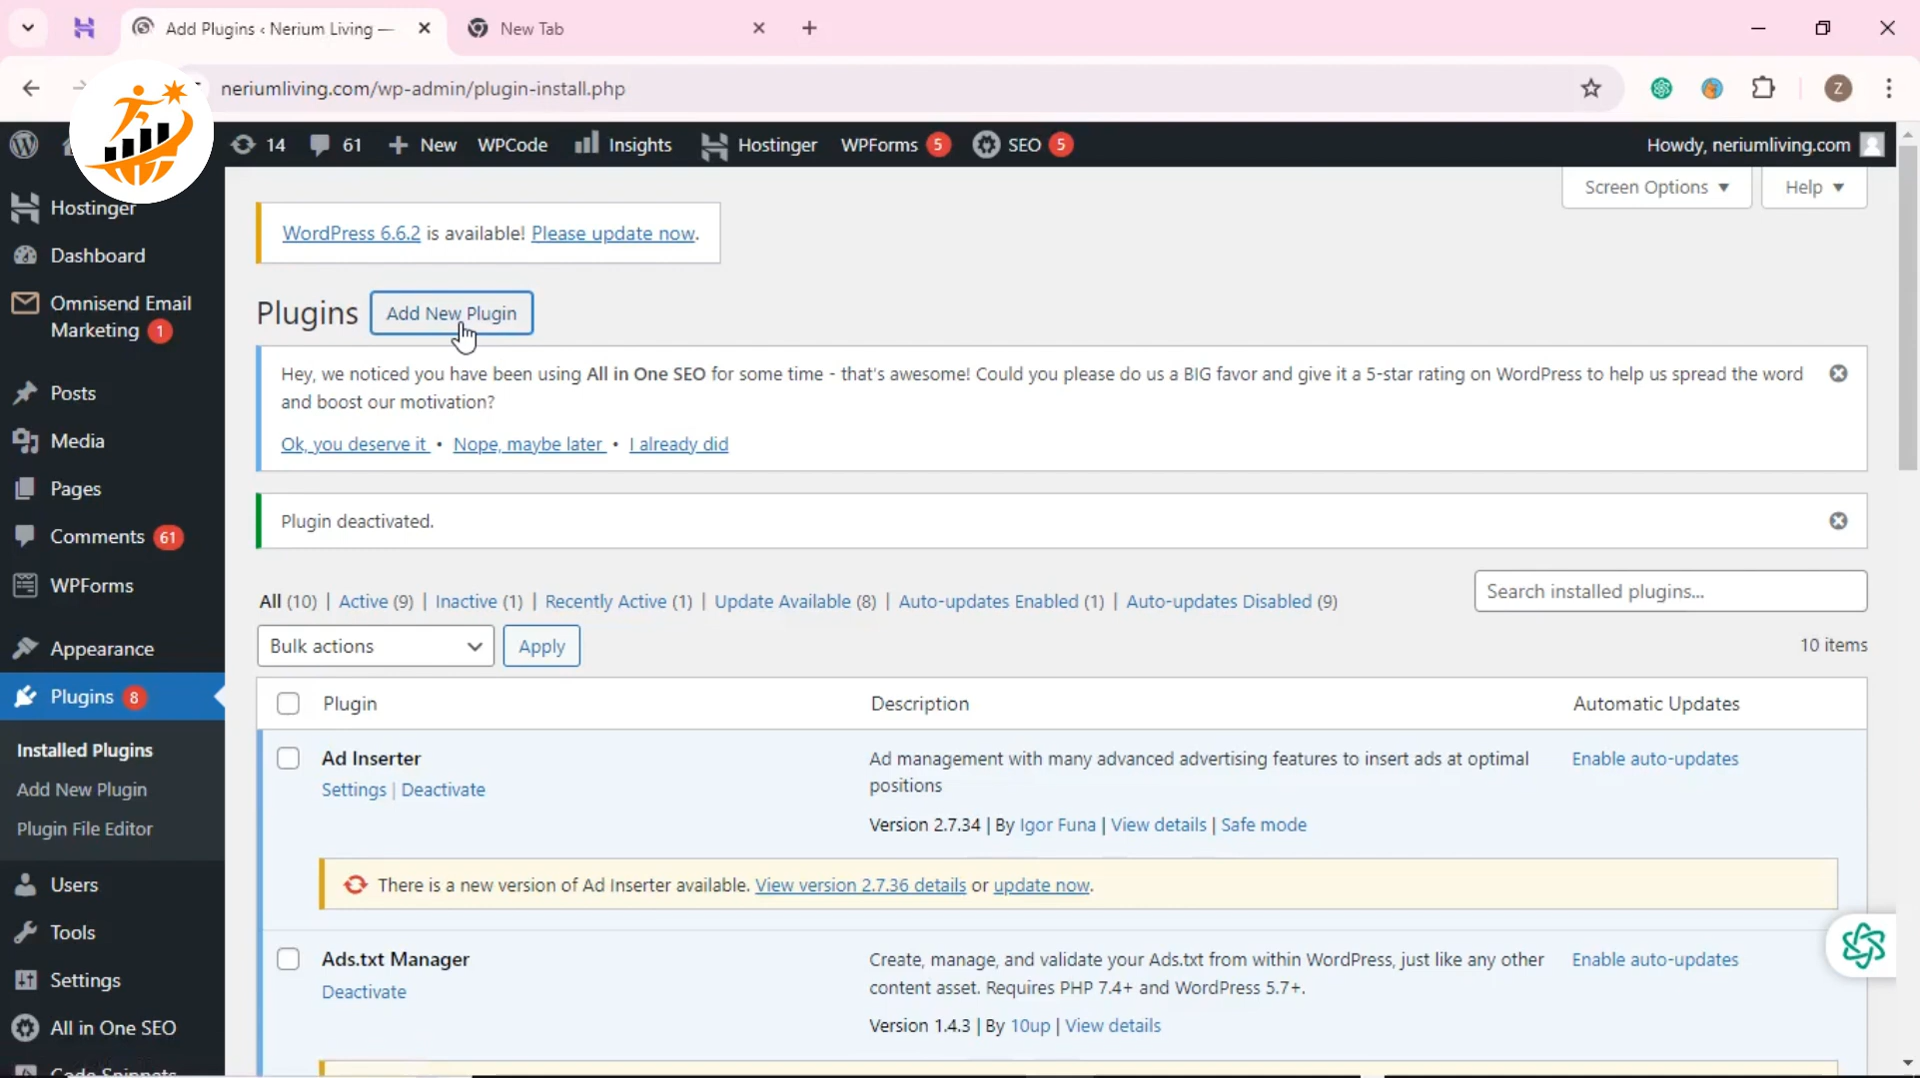 Add Plugins ‹ Nerium Living —
New Tab
neriumliving.com/wp-admin/plugin-install.php
Z
14
61
New
WPCode
Insights
Hostinger
WPForms 5
SEO 5
Howdy, neriumliving.com
Screen Options
Help
Hostinger
Dashboard
Omnisend Email
Marketing 1
Posts
Media
Pages
Comments 61
WPForms
Appearance
Plugins 8
Installed Plugins
Add New Plugin
Plugin File Editor
Users
Tools
Settings
All in One SEO
Code Snippets
WordPress 6.6.2 is available! Please update now.
Plugins
Add New Plugin
Hey, we noticed you have been using All in One SEO for some time - that's awesome! Could you please do us a BIG favor and give it a 5-star rating on WordPress to help us spread the word
and boost our motivation?
Ok, you deserve it • Nope, maybe later • I already did
Plugin deactivated.
All (10) | Active (9) | Inactive (1) | Recently Active (1) | Update Available (8) | Auto-updates Enabled (1) | Auto-updates Disabled (9)
Search installed plugins...
Bulk actions
Apply
10 items
Plugin
Description
Automatic Updates
Ad Inserter
Settings | Deactivate
Ad management with many advanced advertising features to insert ads at optimal
positions
Version 2.7.34 | By Igor Funa | View details | Safe mode
Enable auto-updates
There is a new version of Ad Inserter available. View version 2.7.36 details or update now.
Ads.txt Manager
Deactivate
Create, manage, and validate your Ads.txt from within WordPress, just like any other
content asset. Requires PHP 7.4+ and WordPress 5.7+.
Version 1.4.3 | By 10up | View details
Enable auto-updates